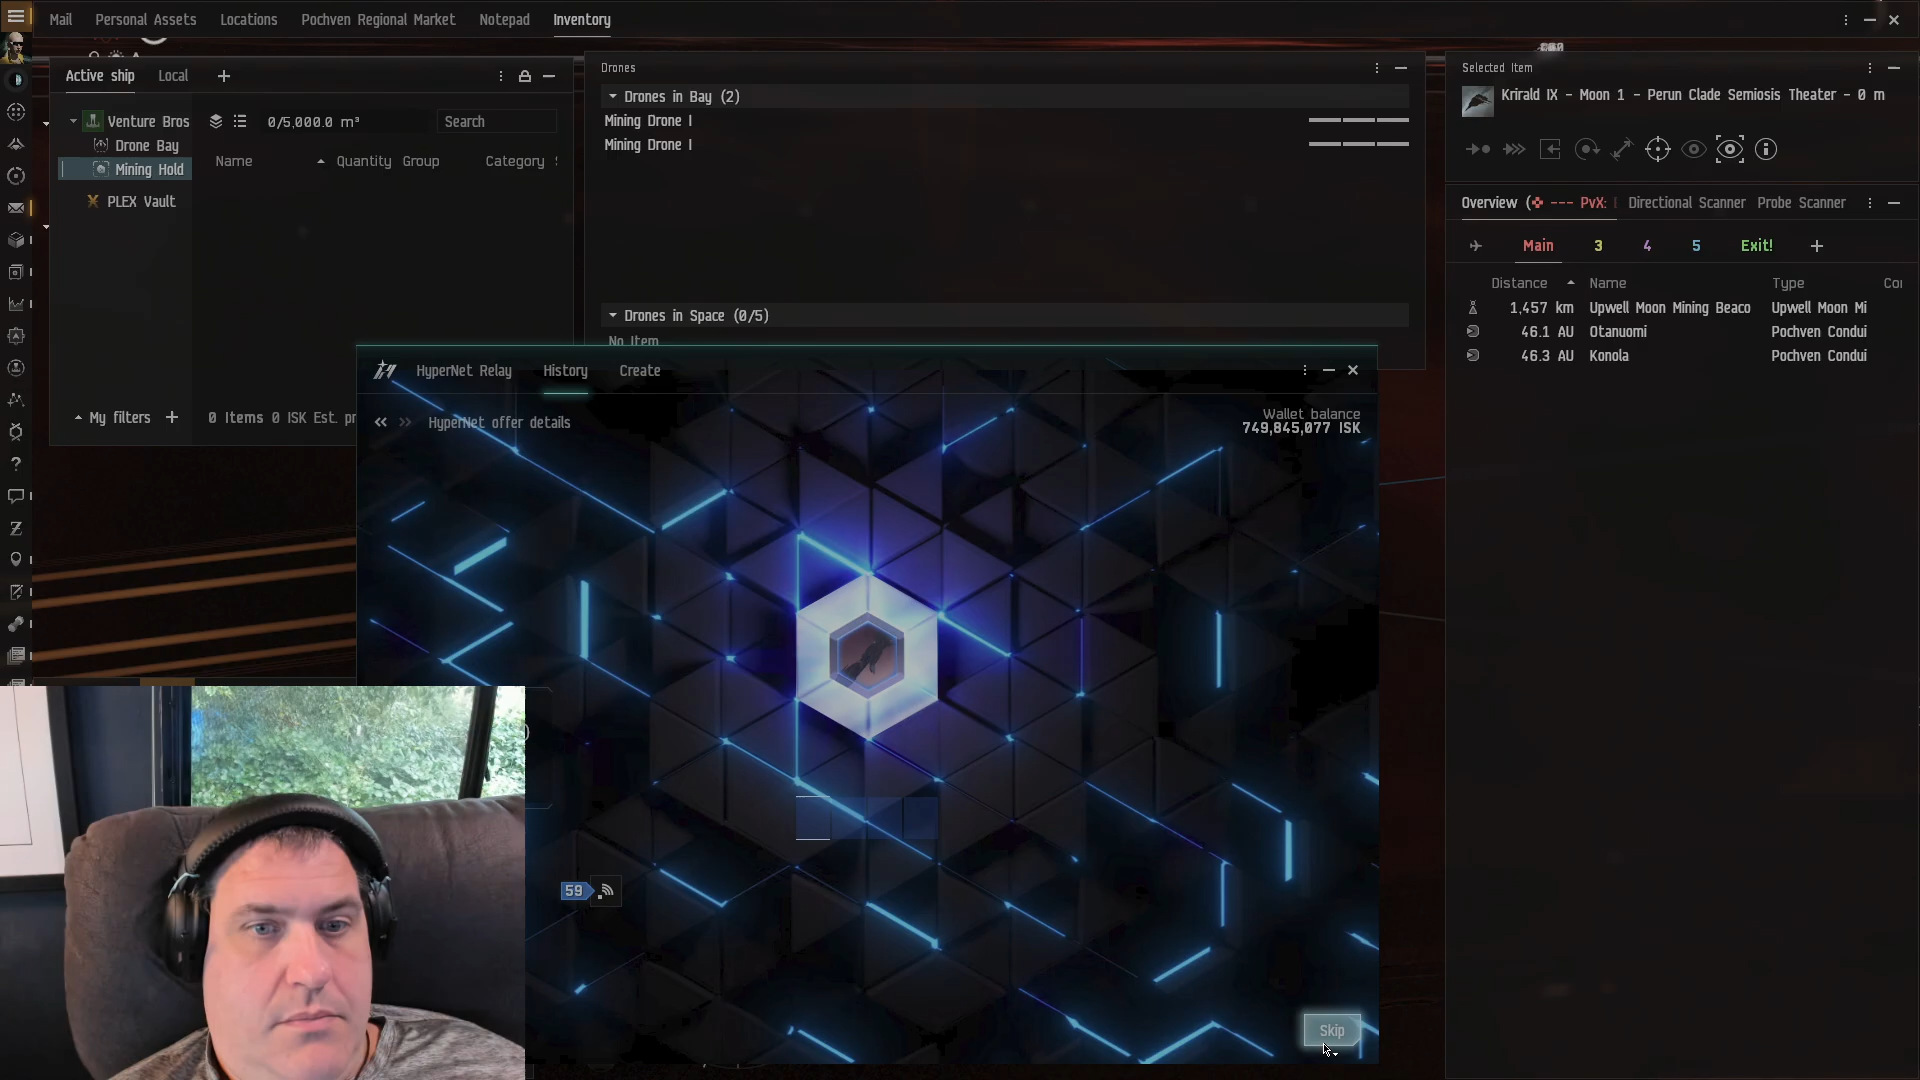 Mail Personal Assets Locations Pochven Regional Market Notepad Inventory
Active ship Local
Venture Bros
Drone Bay
Mining Hold
PLEX Vault
0/5,000.0 m³ Search
Name Quantity Group Category
My filters
0 Items 0 ISK Est. pr
Drones
Drones in Bay (2)
Mining Drone I
Mining Drone I
Drones in Space (0/5)
No Item
HyperNet Relay History Create
HyperNet offer details
Wallet balance
749,845,077 ISK
59
Skip
Selected Item
Krirald IX - Moon 1 - Perun Clade Semiosis Theater - 0 m
Overview ( --- PvX: Directional Scanner Probe Scanner
Main 3 4 5 Exit! +
Distance Name Type Co
1,457 km Upwell Moon Mining Beaco Upwell Moon Mi
46.1 AU Otanuomi Pochven Condui
46.3 AU Konola Pochven Condui